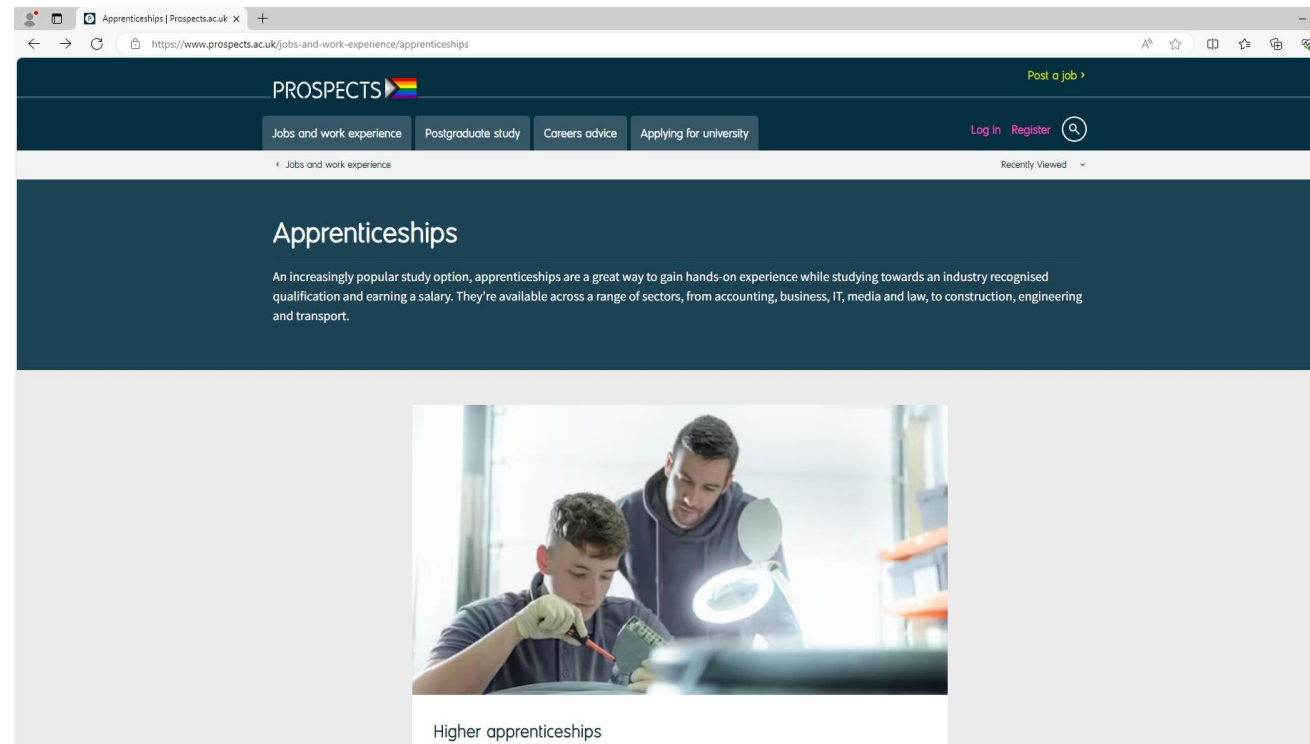 Apprenticeships | Prospects.ac.uk
https://www.prospects.ac.uk/jobs-and-work-experience/apprenticeships
Post a job ›
PROSPECTS
Jobs and work experience Postgraduate study Careers advice Applying for university Log in Register
‹ Jobs and work experience Recently Viewed
Apprenticeships
An increasingly popular study option, apprenticeships are a great way to gain hands-on experience while studying towards an industry recognised
qualification and earning a salary. They're available across a range of sectors, from accounting, business, IT, media and law, to construction, engineering
and transport.
Higher apprenticeships